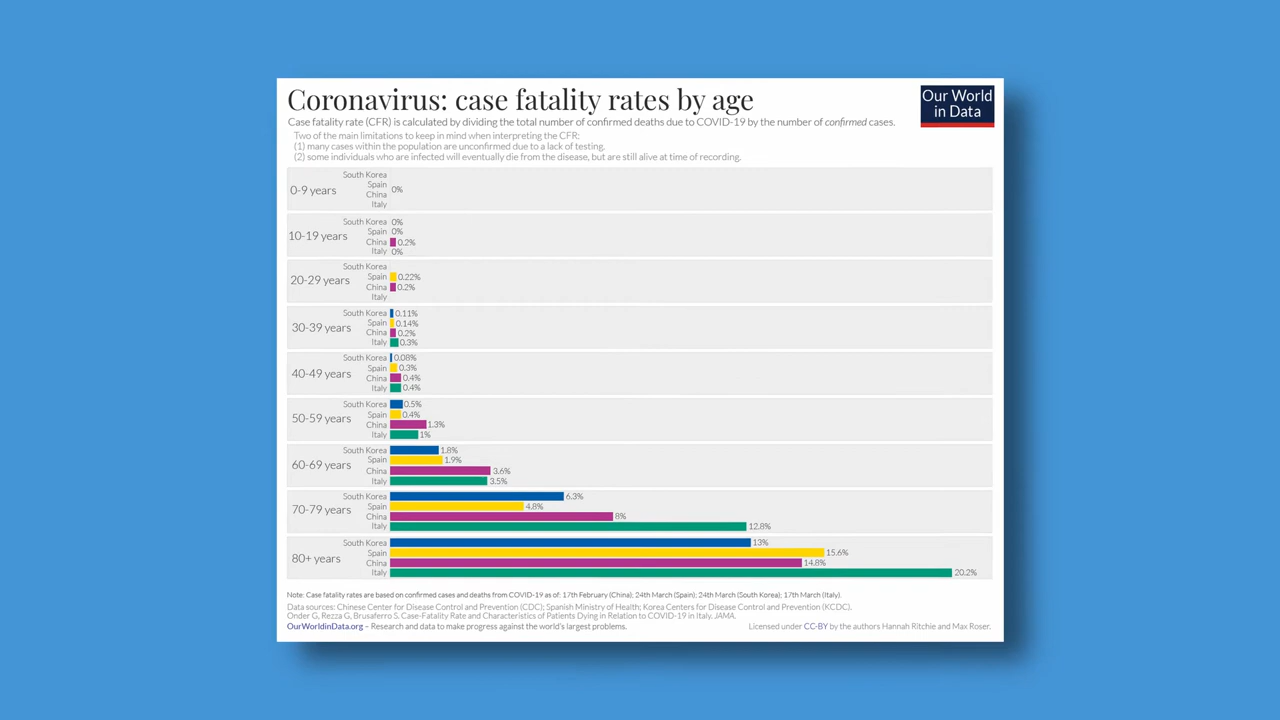 Coronavirus: case fatality rates by age
Our World
in Data
Case fatality rate (CFR) is calculated by dividing the total number of confirmed deaths due to COVID-19 by the number of confirmed cases.
Two of the main limitations to keep in mind when interpreting the CFR:
(1) many cases within the population are unconfirmed due to a lack of testing.
(2) some individuals who are infected will eventually die from the disease, but are still alive at time of recording.
0-9 years
South Korea
Spain
China
Italy
0%
10-19 years
South Korea 0%
Spain 0%
China 0.2%
Italy 0%
20-29 years
South Korea
Spain 0.22%
China 0.2%
Italy
30-39 years
South Korea 0.11%
Spain 0.14%
China 0.2%
Italy 0.3%
40-49 years
South Korea 0.08%
Spain 0.3%
China 0.4%
Italy 0.4%
50-59 years
South Korea 0.5%
Spain 0.4%
China 1.3%
Italy 1%
60-69 years
South Korea 1.8%
Spain 1.9%
China 3.6%
Italy 3.5%
70-79 years
South Korea 6.3%
Spain 4.8%
China 8%
Italy 12.8%
80+ years
South Korea 13%
Spain 15.6%
China 14.8%
Italy 20.2%
Note: Case fatality rates are based on confirmed cases and deaths from COVID-19 as of: 17th February (China); 24th March (Spain); 24th March (South Korea); 17th March (Italy).
Data sources: Chinese Center for Disease Control and Prevention (CDC); Spanish Ministry of Health; Korea Centers for Disease Control and Prevention (KCDC).
Onder G, Rezza G, Brusaferro S. Case-Fatality Rate and Characteristics of Patients Dying in Relation to COVID-19 in Italy. JAMA.
OurWorldinData.org – Research and data to make progress against the world's largest problems.
Licensed under CC-BY by the authors Hannah Ritchie and Max Roser.